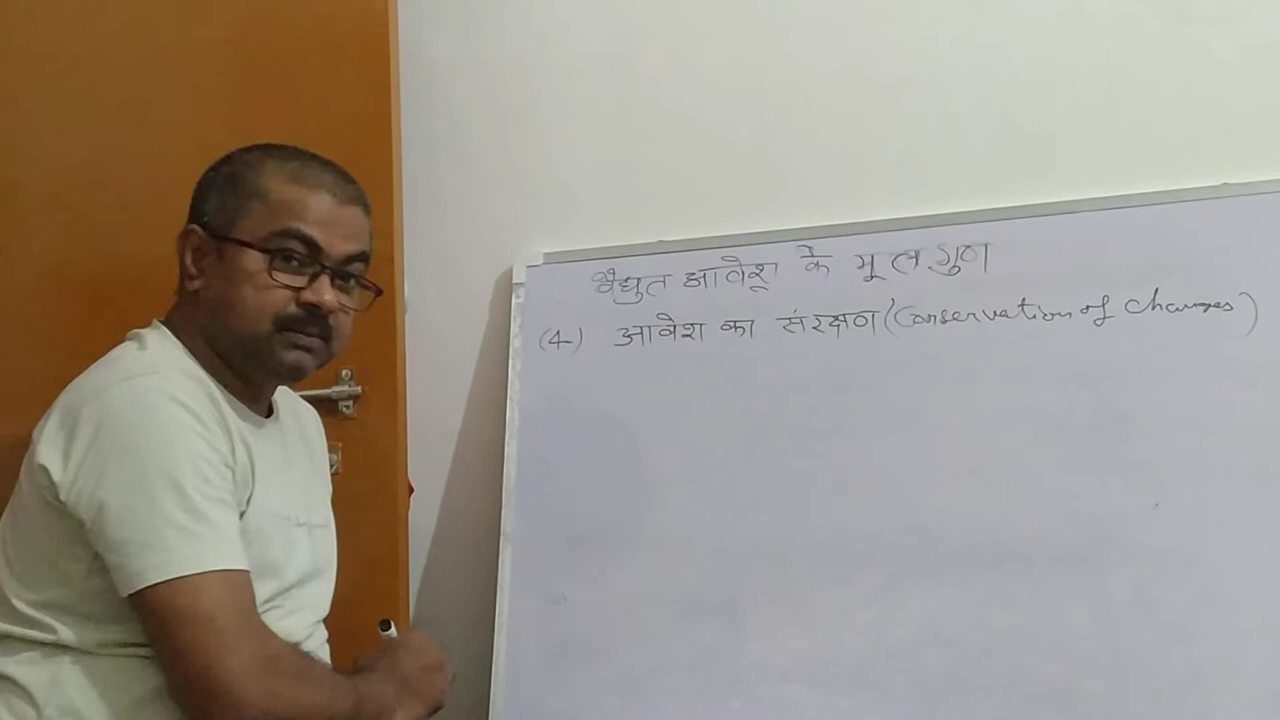 वैद्युत आवेश के मूल गुण
(4) आवेश का संरक्षण (Conservation of Charges)